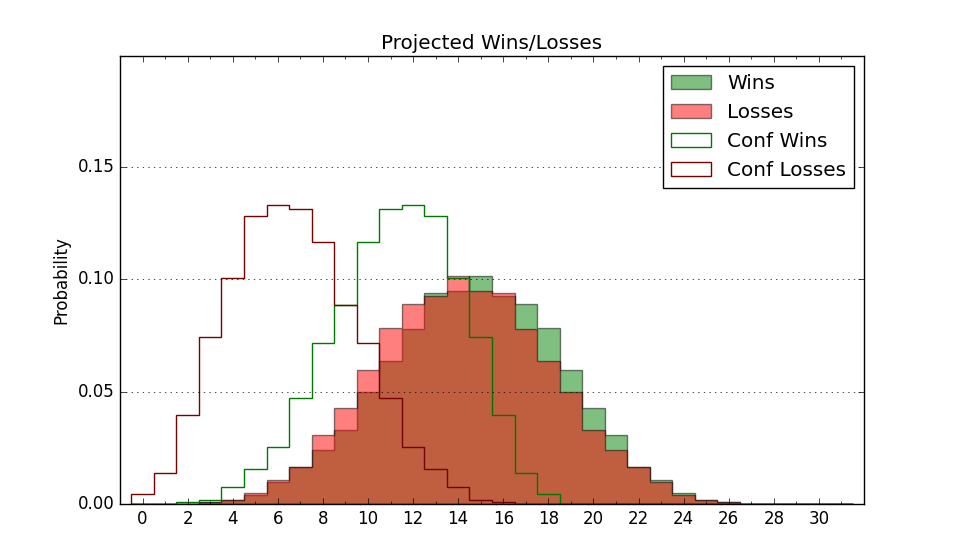 Projected Wins/Losses
Wins
Losses
Conf Wins
Conf Losses
Probability
0.15
0.10
0.05
0.00
0 2 4 6 8 10 12 14 16 18 20 22 24 26 28 30